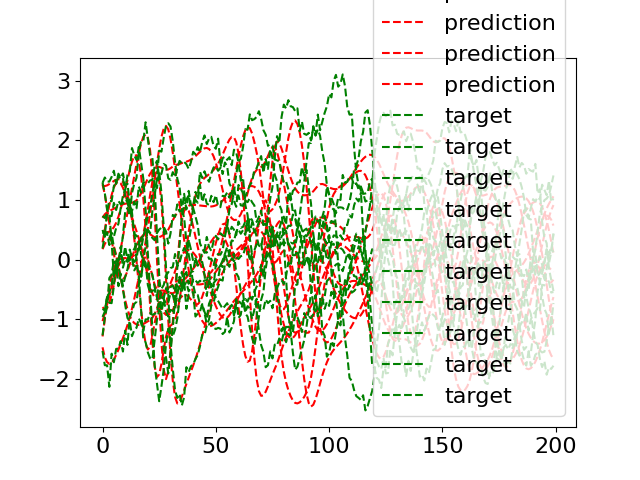 prediction
prediction
prediction
target
target
target
target
target
target
target
target
target
target
3
2
1
0
−1
−2
0
50
100
150
200